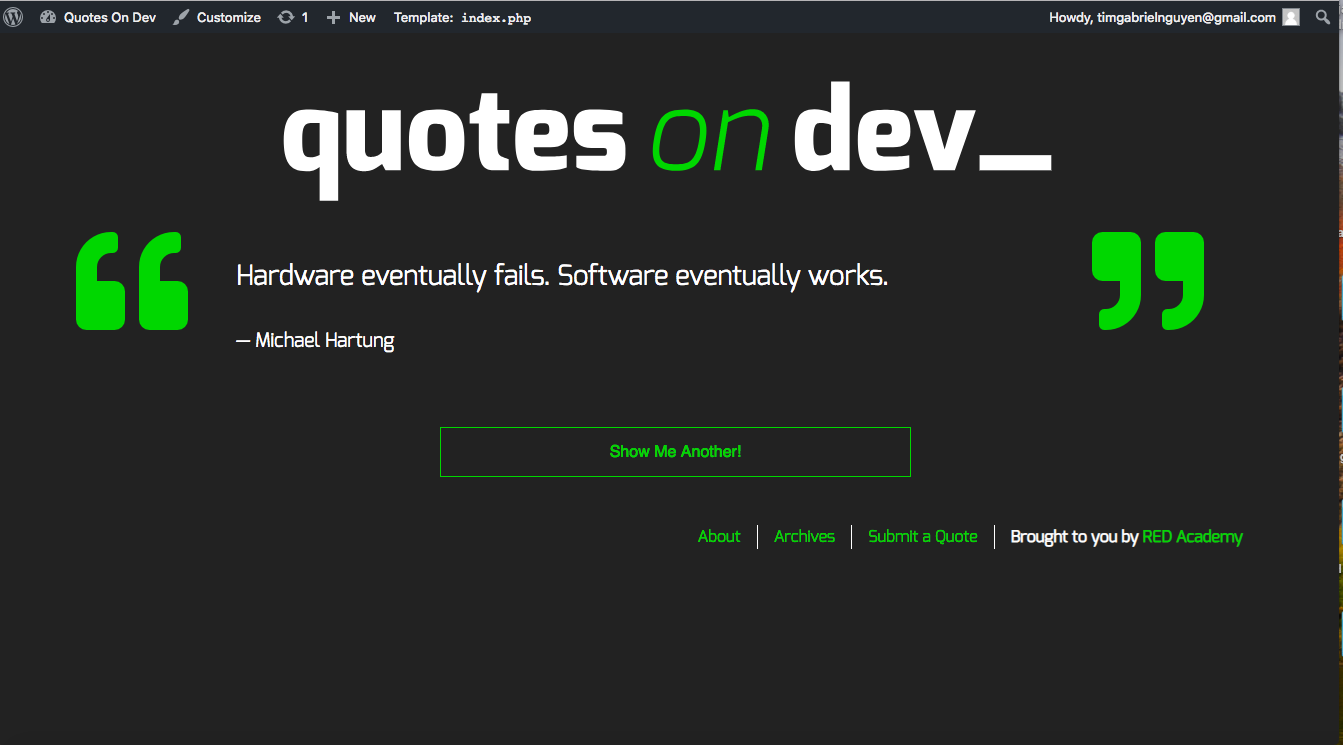 Quotes On Dev Customize 1 New Template: index.php Howdy, timgabrielnguyen@gmail.com
quotes on dev_
“ Hardware eventually fails. Software eventually works. ”
— Michael Hartung
Show Me Another!
About Archives Submit a Quote Brought to you by RED Academy